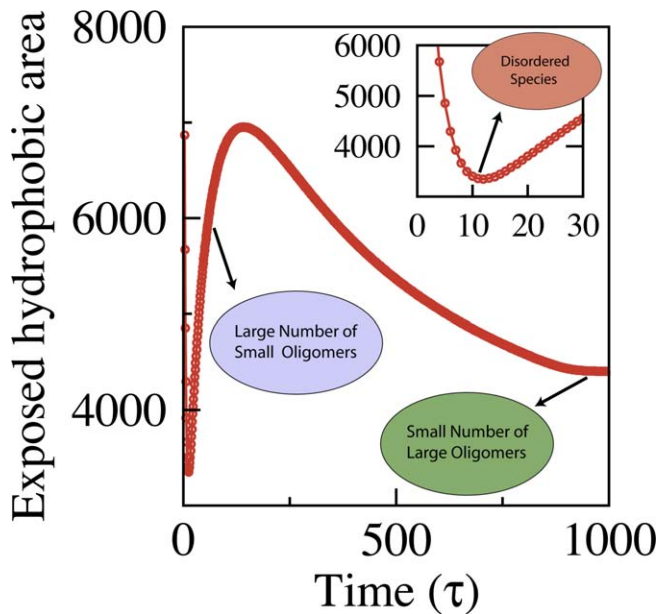 Exposed hydrophobic area
8000
6000
4000
6000
5000
4000
0
10
20
30
Disordered
Species
Large Number of
Small Oligomers
Small Number of
Large Oligomers
0
500
1000
Time (τ)